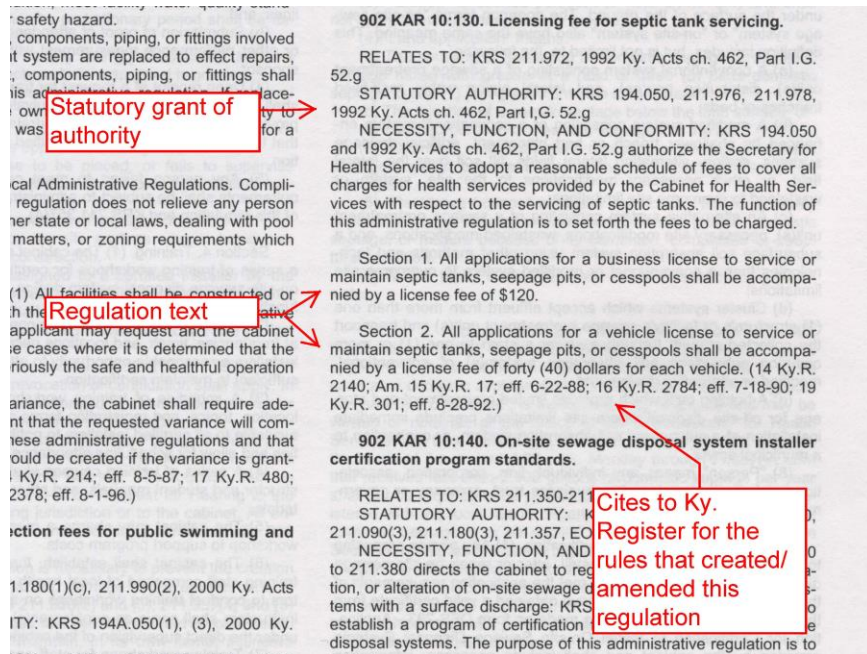 or safety hazard.
, components, piping, or fittings involved
t system are replaced to effect repairs,
components, piping, or fittings shall
was
for a
Statutory grant of
authority
cal Administrative Regulations. Compli-
regulation does not relieve any person
her state or local laws, dealing with pool
matters, or zoning requirements which
(1) All facilities shall be constructed or
Regulation text
applicant may request and the cabinet
se cases where it is determined that the
riously the safe and healthful operation
ariance, the applicant shall require ade-
nt that the requested variance will com-
hese administrative regulations and that
ould be created if the variance is grant-
Ky.R. 214; eff. 8-5-87; 17 Ky.R. 480;
2378; eff. 8-1-96.)
ection fees for public swimming and
1.180(1)(c), 211.990(2), 2000 Ky. Acts
ITY: KRS 194A.050(1), (3), 2000 Ky.
902 KAR 10:130. Licensing fee for septic tank servicing.
RELATES TO: KRS 211.972, 1992 Ky. Acts ch. 462, Part I.G.
52.g
STATUTORY AUTHORITY: KRS 194.050, 211.976, 211.978,
1992 Ky. Acts ch. 462, Part I,G. 52.g
NECESSITY, FUNCTION, AND CONFORMITY: KRS 194.050
and 1992 Ky. Acts ch. 462, Part I.G. 52.g authorize the Secretary for
Health Services to adopt a reasonable schedule of fees to cover all
charges for health services provided by the Cabinet for Health Ser-
vices with respect to the servicing of septic tanks. The function of
this administrative regulation is to set forth the fees to be charged.
Section 1. All applications for a business license to service or
maintain septic tanks, seepage pits, or cesspools shall be accompa-
nied by a license fee of $120.
Section 2. All applications for a vehicle license to service or
maintain septic tanks, seepage pits, or cesspools shall be accompa-
nied by a license fee of forty (40) dollars for each vehicle. (14 Ky.R.
2140; Am. 15 Ky.R. 17; eff. 6-22-88; 16 Ky.R. 2784; eff. 7-18-90; 19
Ky.R. 301; eff. 8-28-92.)
902 KAR 10:140. On-site sewage disposal system installer
certification program standards.
RELATES TO: KRS 211.350-211
STATUTORY AUTHORITY: K
211.090(3), 211.180(3), 211.357, EO
NECESSITY, FUNCTION, AND
to 211.380 directs the cabinet to reg
tion, or alteration of on-site sewage d
tems with a surface discharge: KRS
establish a program of certification
disposal systems. The purpose of this administrative regulation is to
Cites to Ky.
Register for the
rules that created/
amended this
regulation